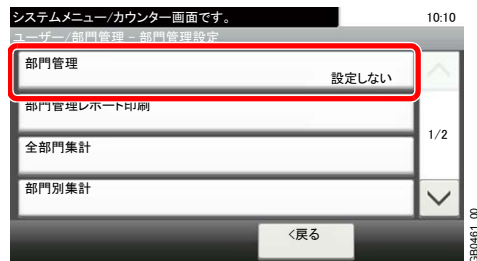 システムメニュー/カウンター画面です。
10:10
ユーザー/部門管理 - 部門管理設定
部門管理
設定しない
部門管理レポート印刷
1/2
全部門集計
部門別集計
<戻る
GB0461_00